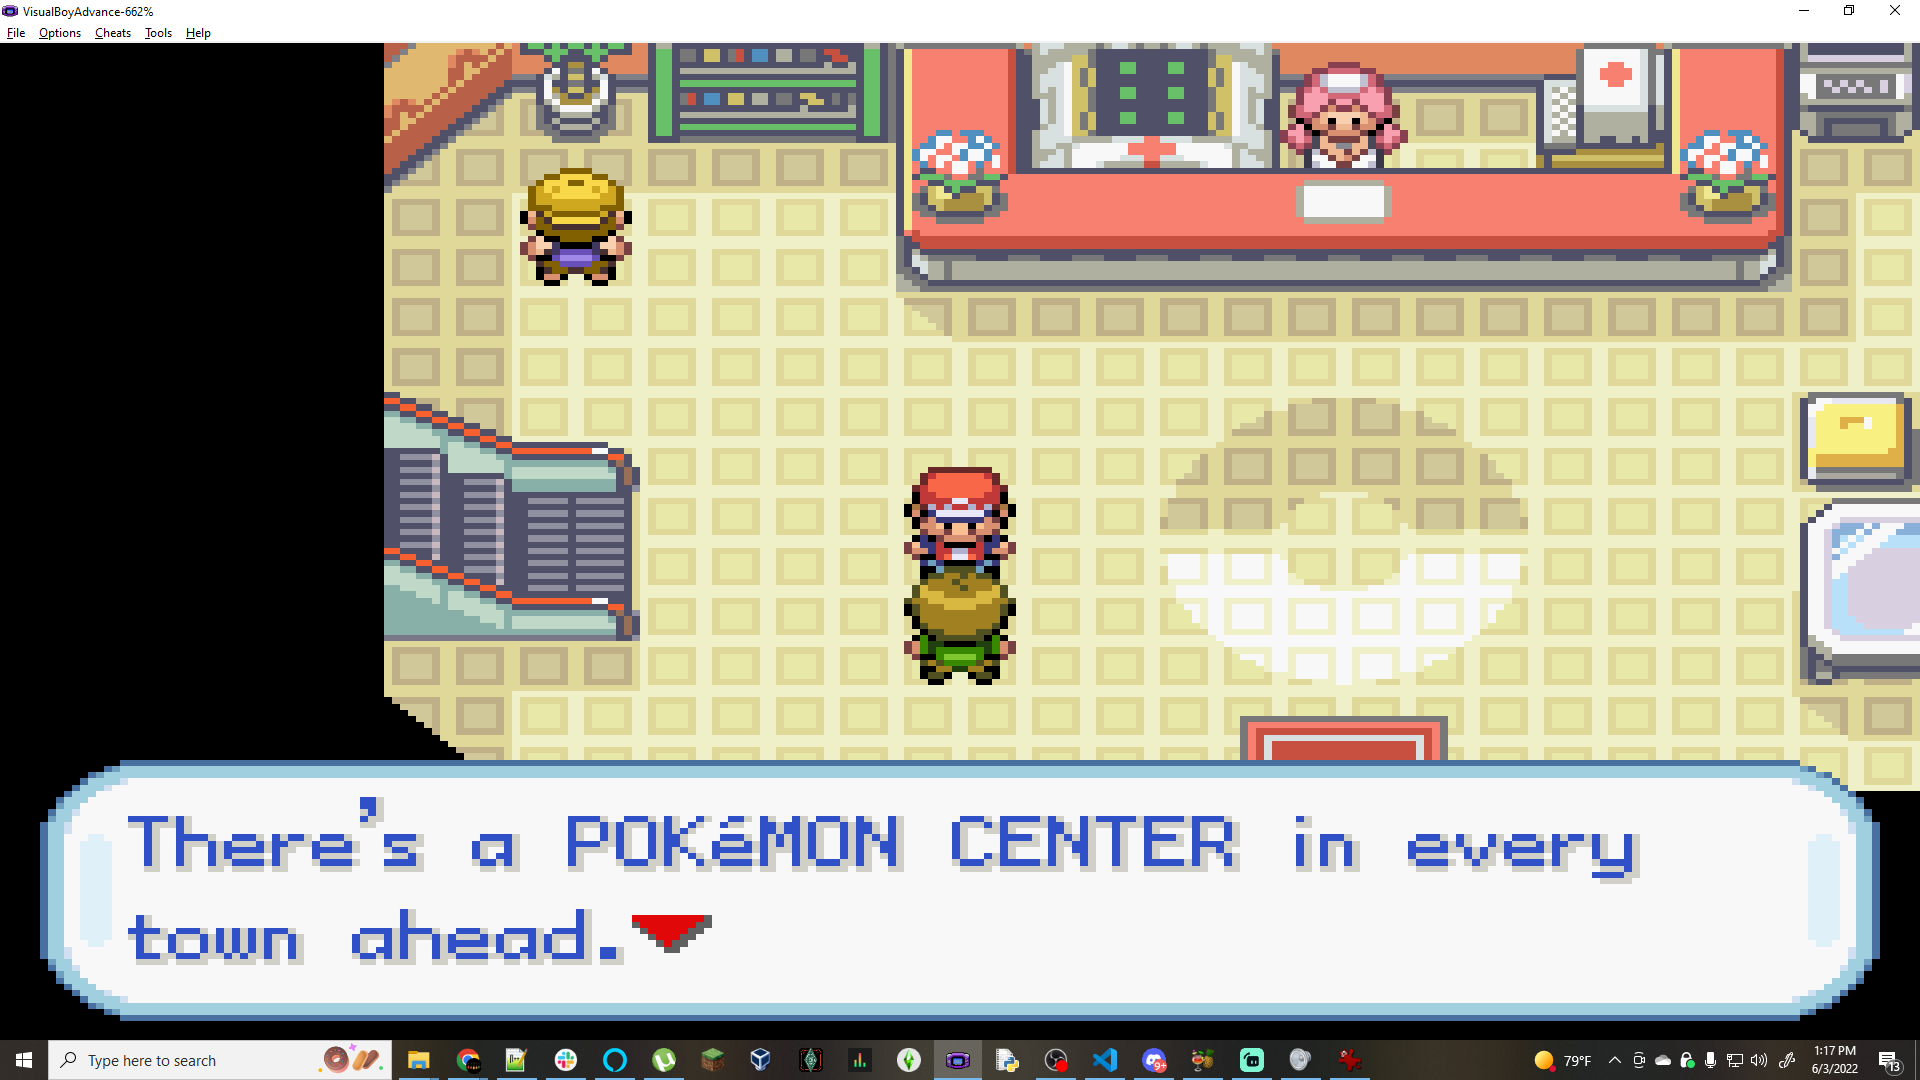 VisualBoyAdvance-662%
File Options Cheats Tools Help
There's a POKéMON CENTER in every
town ahead.
Type here to search
9+
79°F
1:17 PM
6/3/2022
13